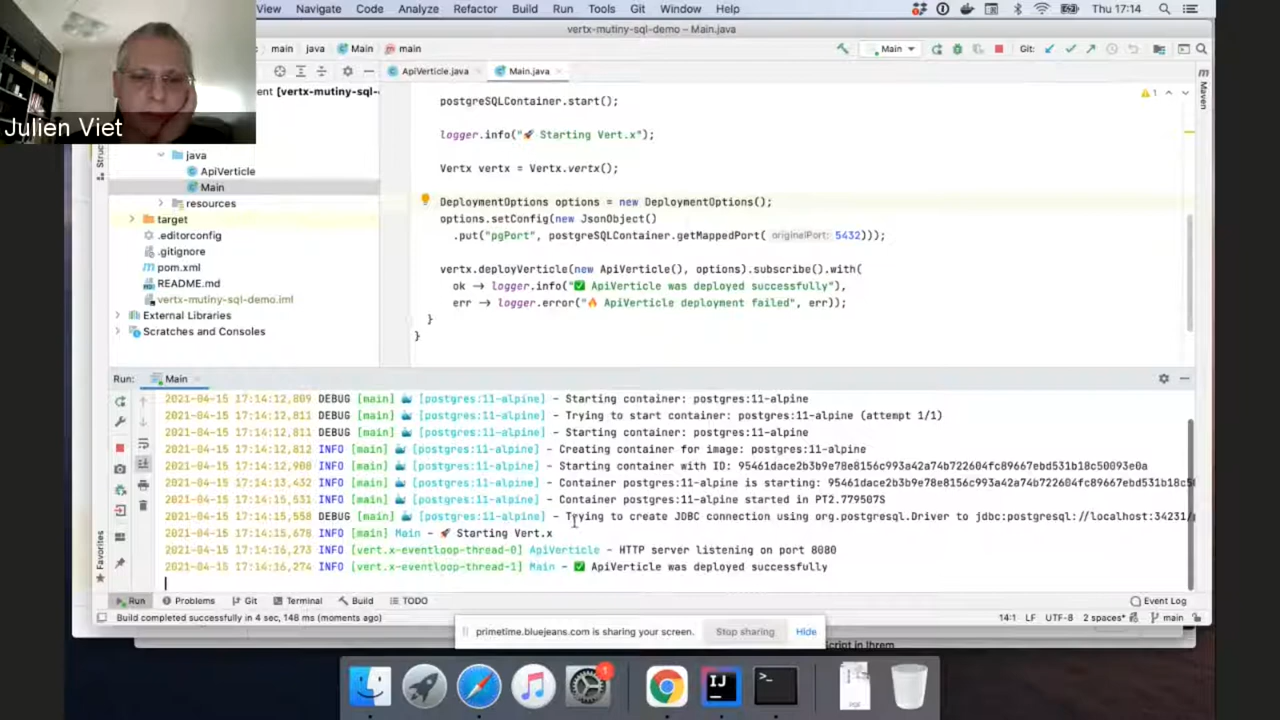 View Navigate Code Analyze Refactor Build Run Tools Git Window Help Thu 17:14
vertx-mutiny-sql-demo – Main.java
main java Main main Main Git:
ent [vertx-mutiny-sql- ApiVerticle.java Main.java
Julien Viet
java
ApiVerticle
Main
resources
target
.editorconfig
.gitignore
pom.xml
README.md
vertx-mutiny-sql-demo.iml
External Libraries
Scratches and Consoles
Maven
1
postgreSQLContainer.start();
logger.info("🚀 Starting Vert.x");
Vertx vertx = Vertx.vertx();
DeploymentOptions options = new DeploymentOptions();
options.setConfig(new JsonObject()
.put("pgPort", postgreSQLContainer.getMappedPort( originalPort: 5432)));
vertx.deployVerticle(new ApiVerticle(), options).subscribe().with(
ok → logger.info("✅ ApiVerticle was deployed successfully"),
err → logger.error("🔥 ApiVerticle deployment failed", err));
}
}
Run: Main
2021-04-15 17:14:12,809 DEBUG [main] 🐳 [postgres:11-alpine] - Starting container: postgres:11-alpine
2021-04-15 17:14:12,811 DEBUG [main] 🐳 [postgres:11-alpine] - Trying to start container: postgres:11-alpine (attempt 1/1)
2021-04-15 17:14:12,811 DEBUG [main] 🐳 [postgres:11-alpine] - Starting container: postgres:11-alpine
2021-04-15 17:14:12,812 INFO [main] 🐳 [postgres:11-alpine] - Creating container for image: postgres:11-alpine
2021-04-15 17:14:12,900 INFO [main] 🐳 [postgres:11-alpine] - Starting container with ID: 95461dace2b3b9e78e8156c993a42a74b722604fc89667ebd531b18c50093e0a
2021-04-15 17:14:13,432 INFO [main] 🐳 [postgres:11-alpine] - Container postgres:11-alpine is starting: 95461dace2b3b9e78e8156c993a42a74b722604fc89667ebd531b18c5
2021-04-15 17:14:15,531 INFO [main] 🐳 [postgres:11-alpine] - Container postgres:11-alpine started in PT2.779507S
2021-04-15 17:14:15,558 DEBUG [main] 🐳 [postgres:11-alpine] - Trying to create JDBC connection using org.postgresql.Driver to jdbc:postgresql://localhost:34231/
2021-04-15 17:14:15,678 INFO [main] Main - 🚀 Starting Vert.x
2021-04-15 17:14:16,273 INFO [vert.x-eventloop-thread-0] ApiVerticle - HTTP server listening on port 8080
2021-04-15 17:14:16,274 INFO [vert.x-eventloop-thread-1] Main - ✅ ApiVerticle was deployed successfully
Favorites
Run Problems Git Terminal Build TODO Event Log
Build completed successfully in 4 sec, 148 ms (moments ago) 14:1 LF UTF-8 2 spaces* main
primetime.bluejeans.com is sharing your screen. Stop sharing Hide
Script in threm
1